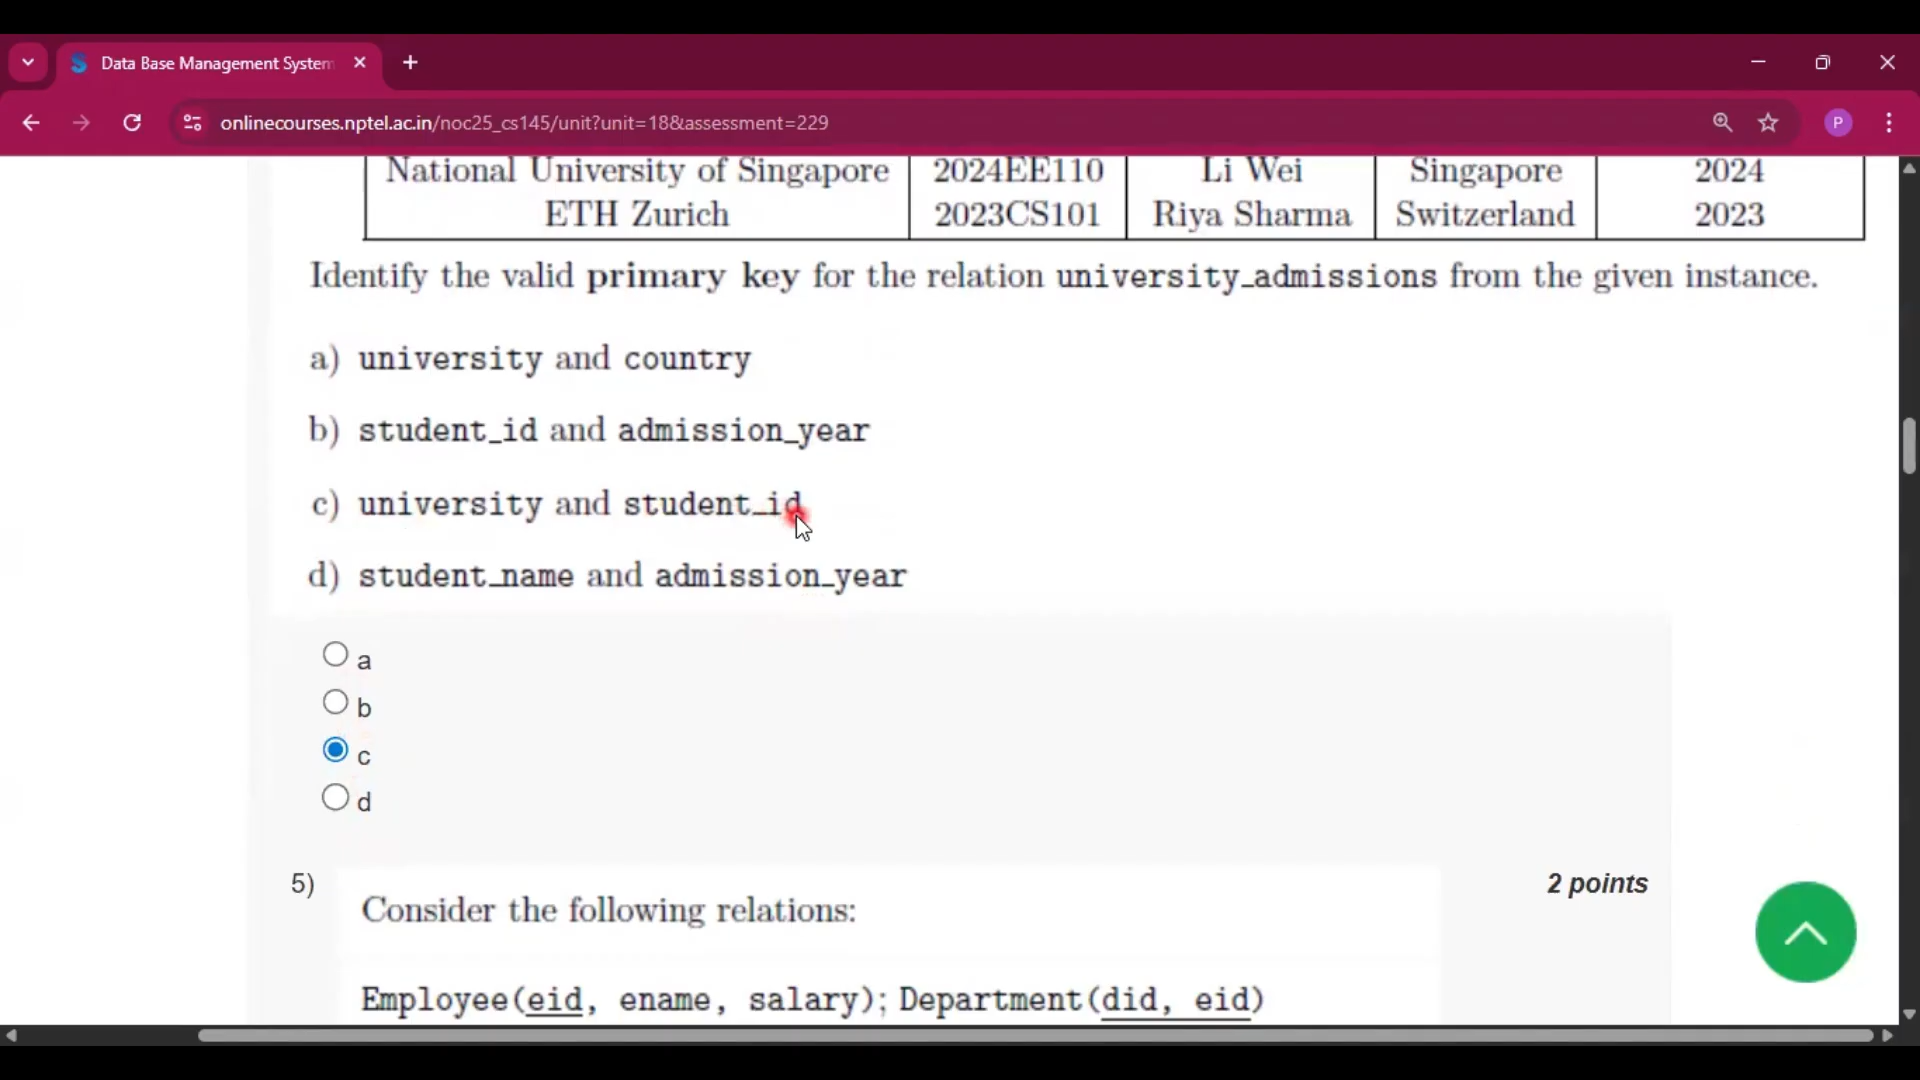 Data Base Management System
onlinecourses.nptel.ac.in/noc25_cs145/unit?unit=18&assessment=229
P
National University of Singapore 2024EE110 Li Wei Singapore 2024
ETH Zurich 2023CS101 Riya Sharma Switzerland 2023
Identify the valid primary key for the relation university_admissions from the given instance.
a) university and country
b) student_id and admission_year
c) university and student_id
d) student_name and admission_year
a
b
c
d
5) 2 points
Consider the following relations:
Employee(eid, ename, salary); Department(did, eid)